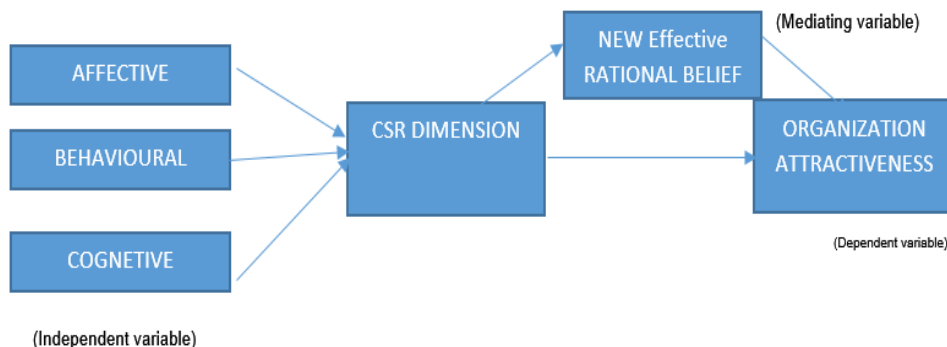 (Mediating variable)
NEW Effective
RATIONAL BELIEF
AFFECTIVE
CSR DIMENSION
ORGANIZATION
ATTRACTIVENESS
BEHAVIOURAL
COGNETIVE
(Dependent variable)
(Independent variable)